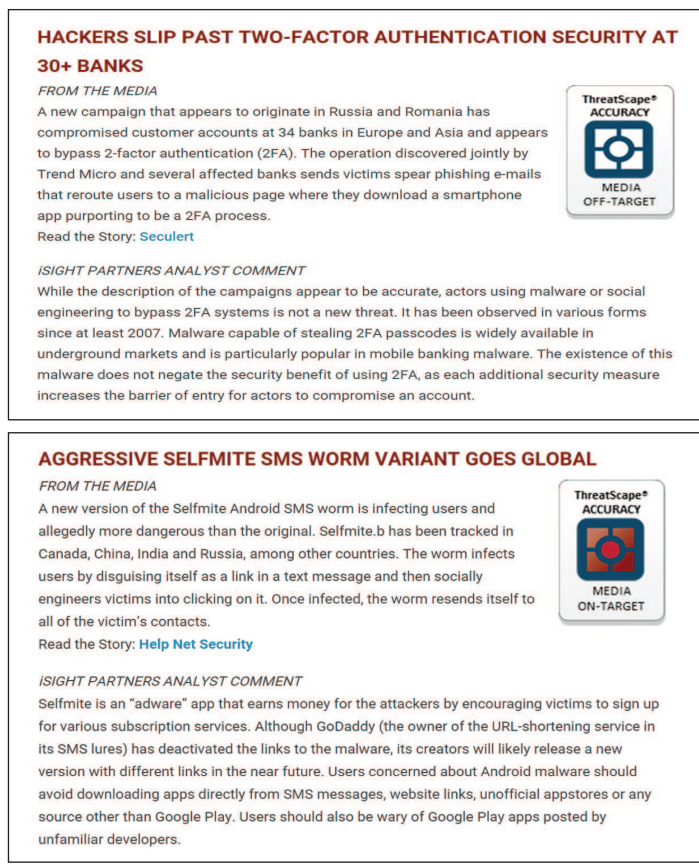 HACKERS SLIP PAST TWO-FACTOR AUTHENTICATION SECURITY AT
30+ BANKS
FROM THE MEDIA
A new campaign that appears to originate in Russia and Romania has
compromised customer accounts at 34 banks in Europe and Asia and appears
to bypass 2-factor authentication (2FA). The operation discovered jointly by
Trend Micro and several affected banks sends victims spear phishing e-mails
that reroute users to a malicious page where they download a smartphone
app purporting to be a 2FA process.
Read the Story: Seculert
ThreatScape®
ACCURACY
MEDIA
OFF-TARGET
iSIGHT PARTNERS ANALYST COMMENT
While the description of the campaigns appear to be accurate, actors using malware or social
engineering to bypass 2FA systems is not a new threat. It has been observed in various forms
since at least 2007. Malware capable of stealing 2FA passcodes is widely available in
underground markets and is particularly popular in mobile banking malware. The existence of this
malware does not negate the security benefit of using 2FA, as each additional security measure
increases the barrier of entry for actors to compromise an account.
AGGRESSIVE SELFMITE SMS WORM VARIANT GOES GLOBAL
FROM THE MEDIA
A new version of the Selfmite Android SMS worm is infecting users and
allegedly more dangerous than the original. Selfmite.b has been tracked in
Canada, China, India and Russia, among other countries. The worm infects
users by disguising itself as a link in a text message and then socially
engineers victims into clicking on it. Once infected, the worm resends itself to
all of the victim's contacts.
Read the Story: Help Net Security
ThreatScape®
ACCURACY
MEDIA
ON-TARGET
iSIGHT PARTNERS ANALYST COMMENT
Selfmite is an “adware” app that earns money for the attackers by encouraging victims to sign up
for various subscription services. Although GoDaddy (the owner of the URL-shortening service in
its SMS lures) has deactivated the links to the malware, its creators will likely release a new
version with different links in the near future. Users concerned about Android malware should
avoid downloading apps directly from SMS messages, website links, unofficial appstores or any
source other than Google Play. Users should also be wary of Google Play apps posted by
unfamiliar developers.